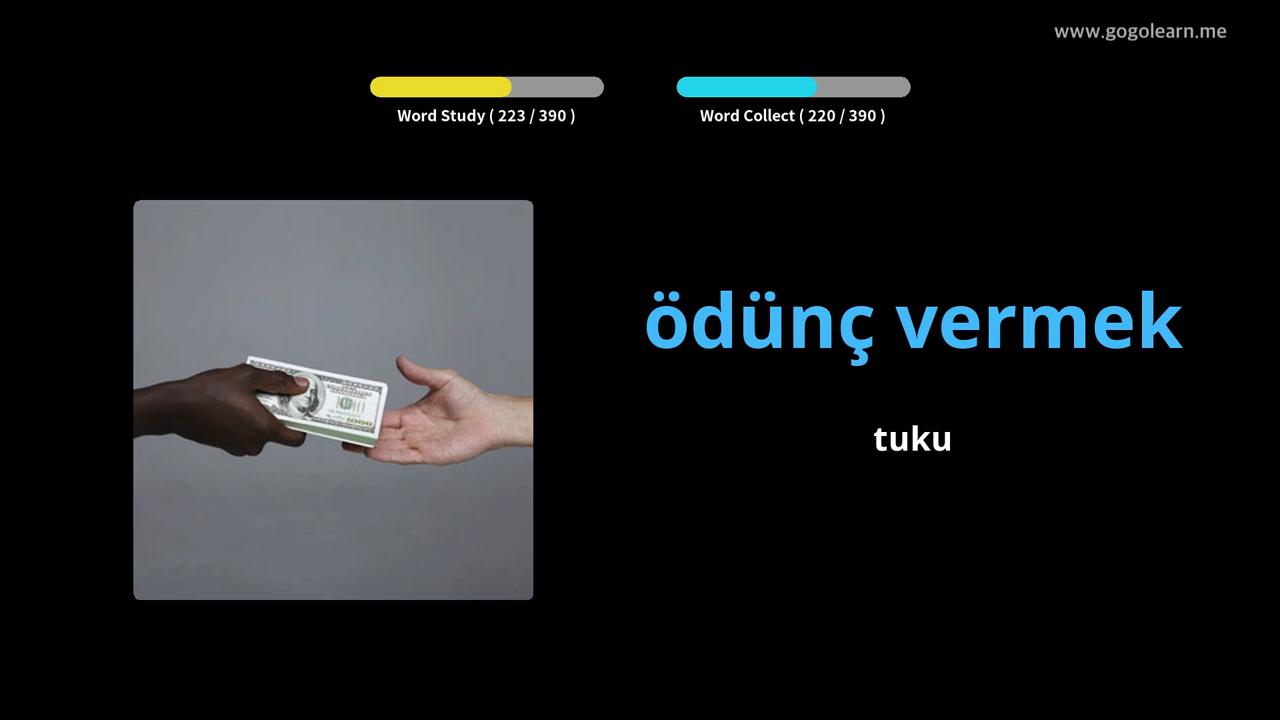 www.gogolearn.me
Word Study ( 223 / 390 )
Word Collect ( 220 / 390 )
ödünç vermek
tuku